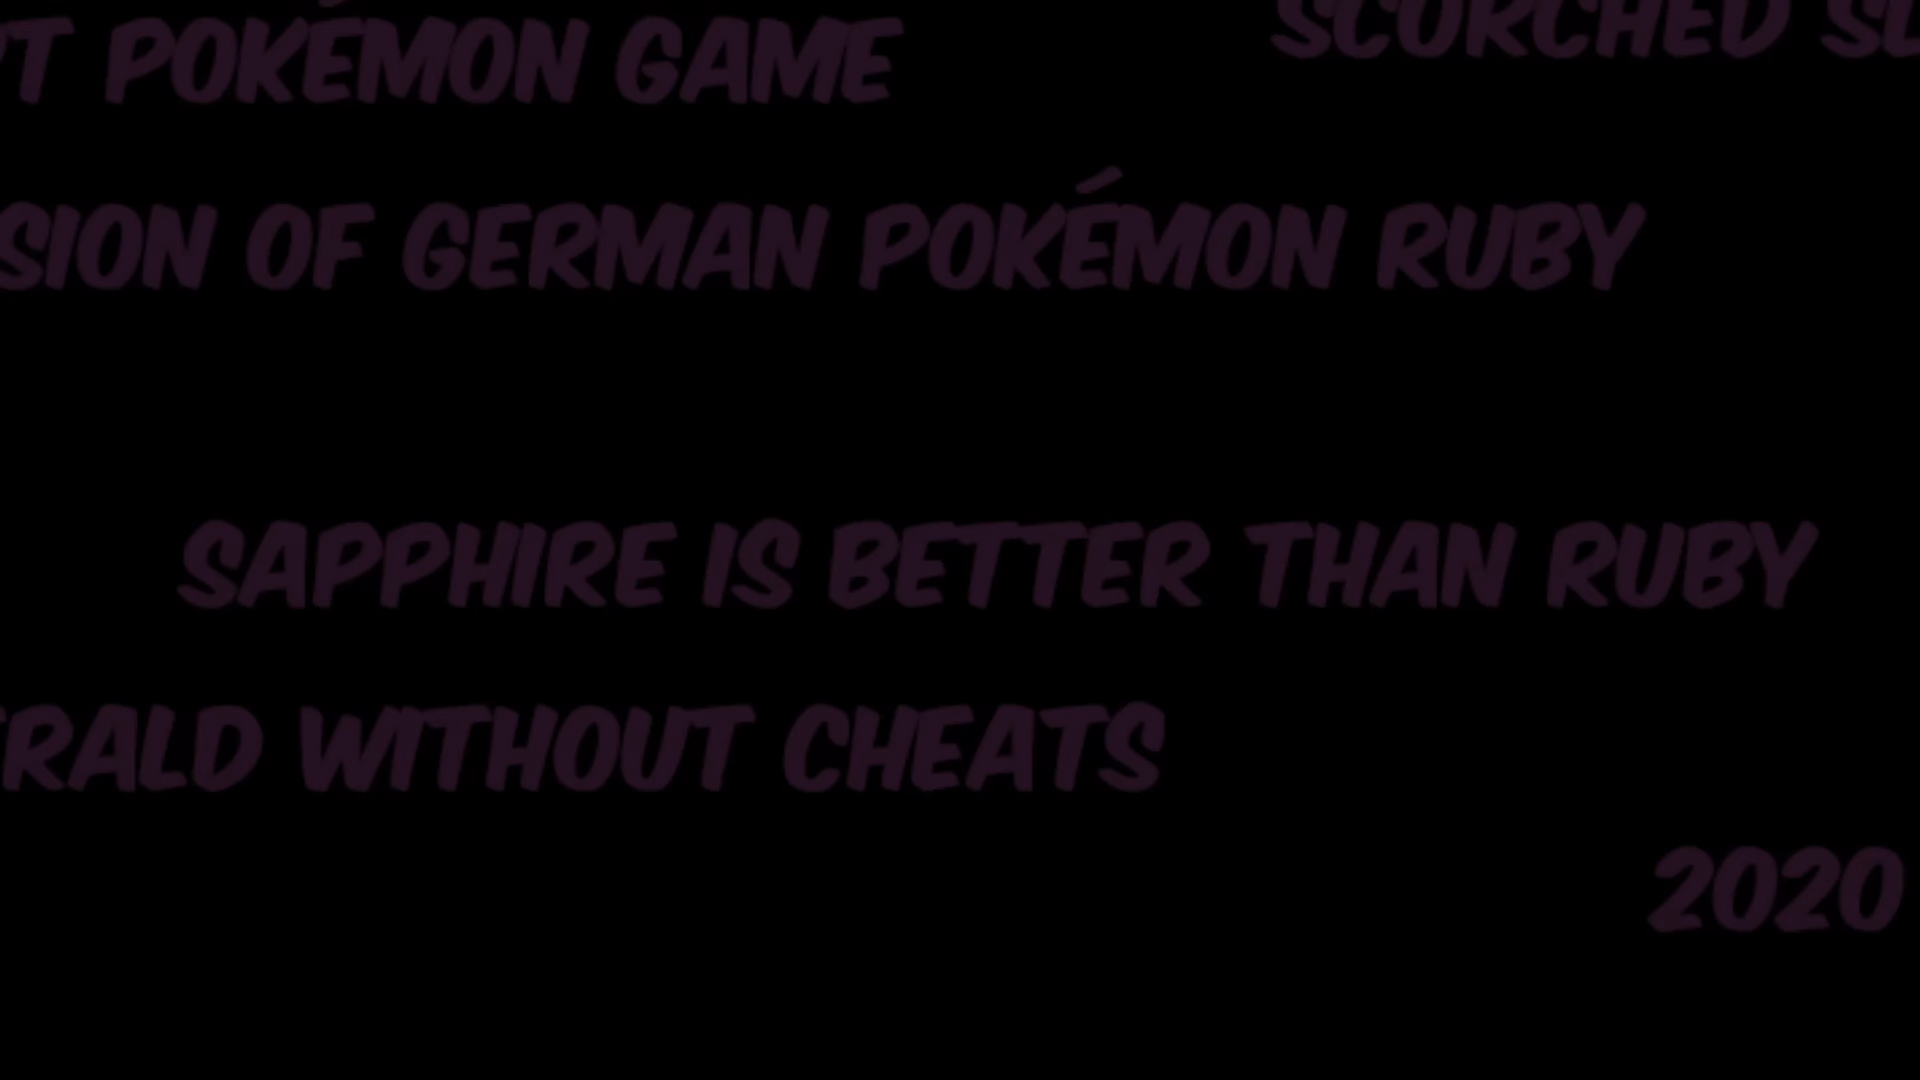 POKÉMON GAME
SCORCHED
OF GERMAN POKÉMON RUBY
SAPPHIRE IS BETTER THAN RUBY
WITHOUT CHEATS
2020